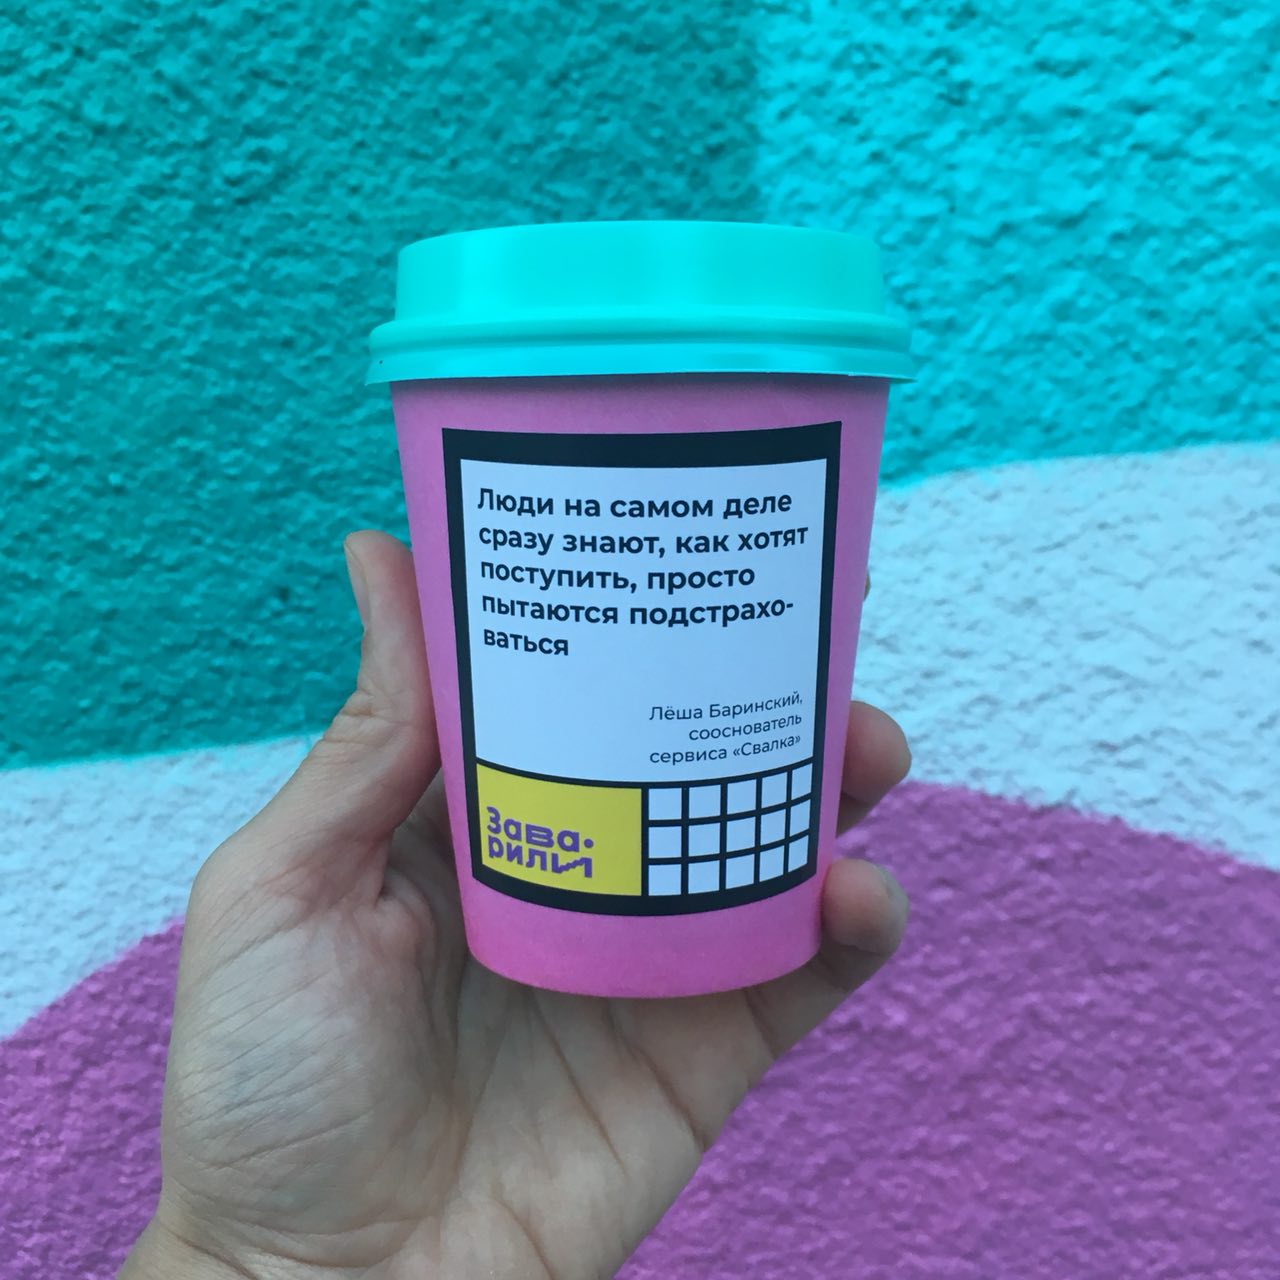 Люди на самом деле
сразу знают, как хотят
поступить, просто
пытаются подстрахо-
ваться
Лёша Баринский,
сооснователь
сервиса «Свалка»
Зава•
рили